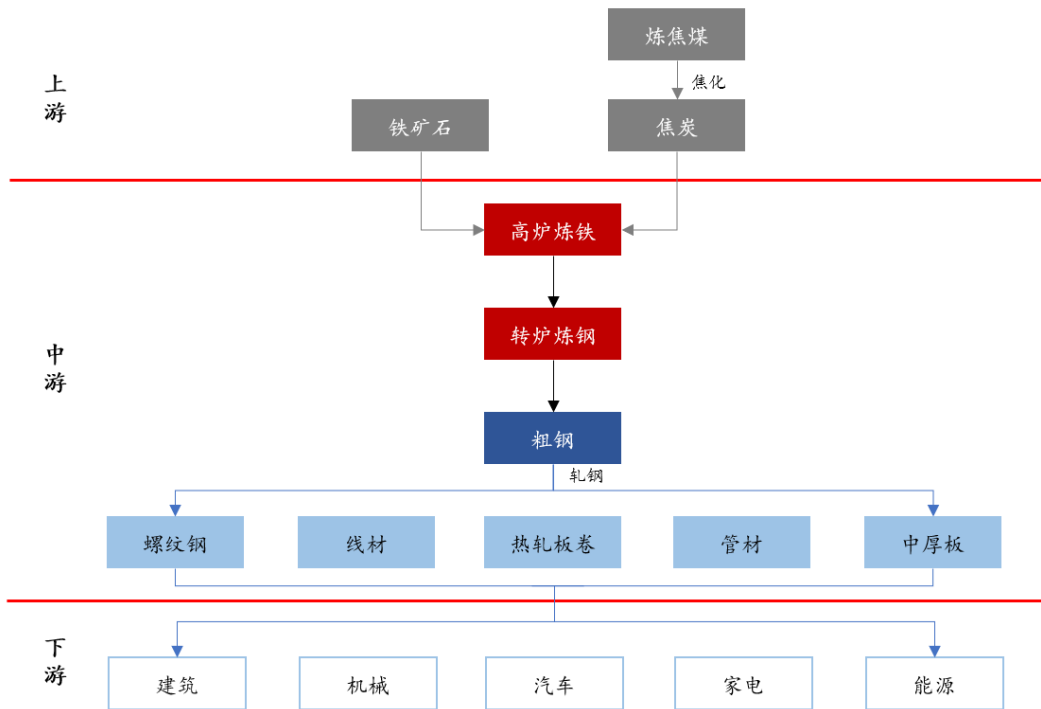 炼焦煤
上游
焦化
铁矿石
焦炭
高炉炼铁
转炉炼钢
中游
粗钢
轧钢
螺纹钢
线材
热轧板卷
管材
中厚板
下游
建筑
机械
汽车
家电
能源